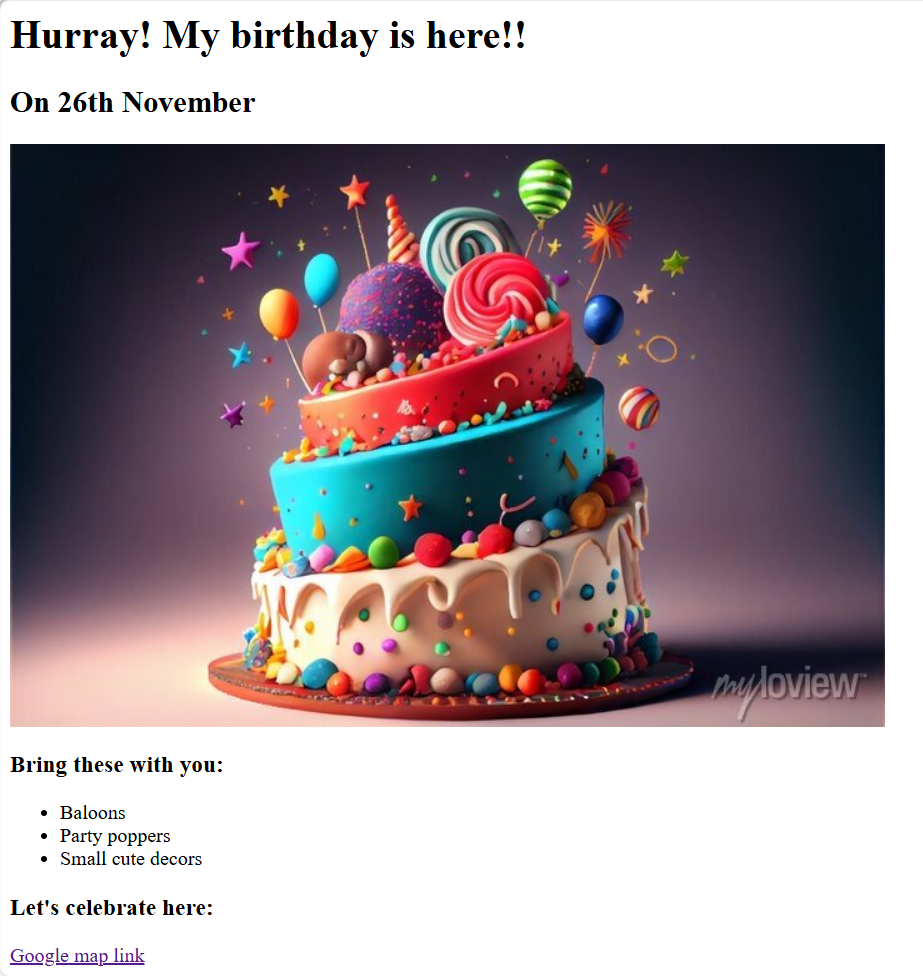 Hurray! My birthday is here!!
On 26th November
myloview
Bring these with you:
Baloons
Party poppers
Small cute decors
Let's celebrate here:
Google map link